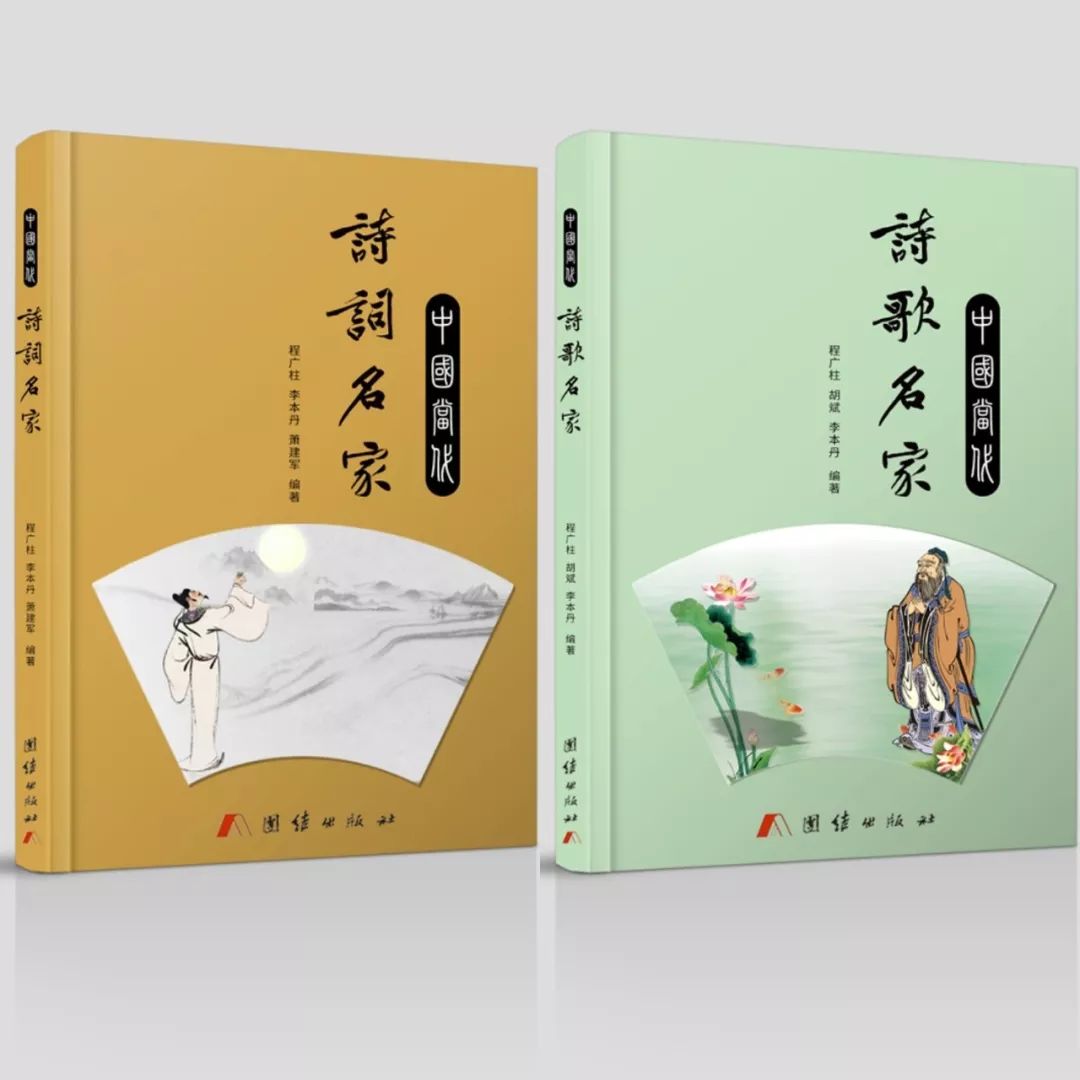 中國當代
詩詞名家
程广柱 李本丹 萧建军 编著
團结出版社
中國當代
詩詞名家
程广柱 李本丹 萧建军 编著
團结出版社
中國當代
詩歌名家
程广柱 胡斌 李本丹 编著
團结出版社
中國當代
詩歌名家
程广柱 胡斌 李本丹 编著
團结出版社